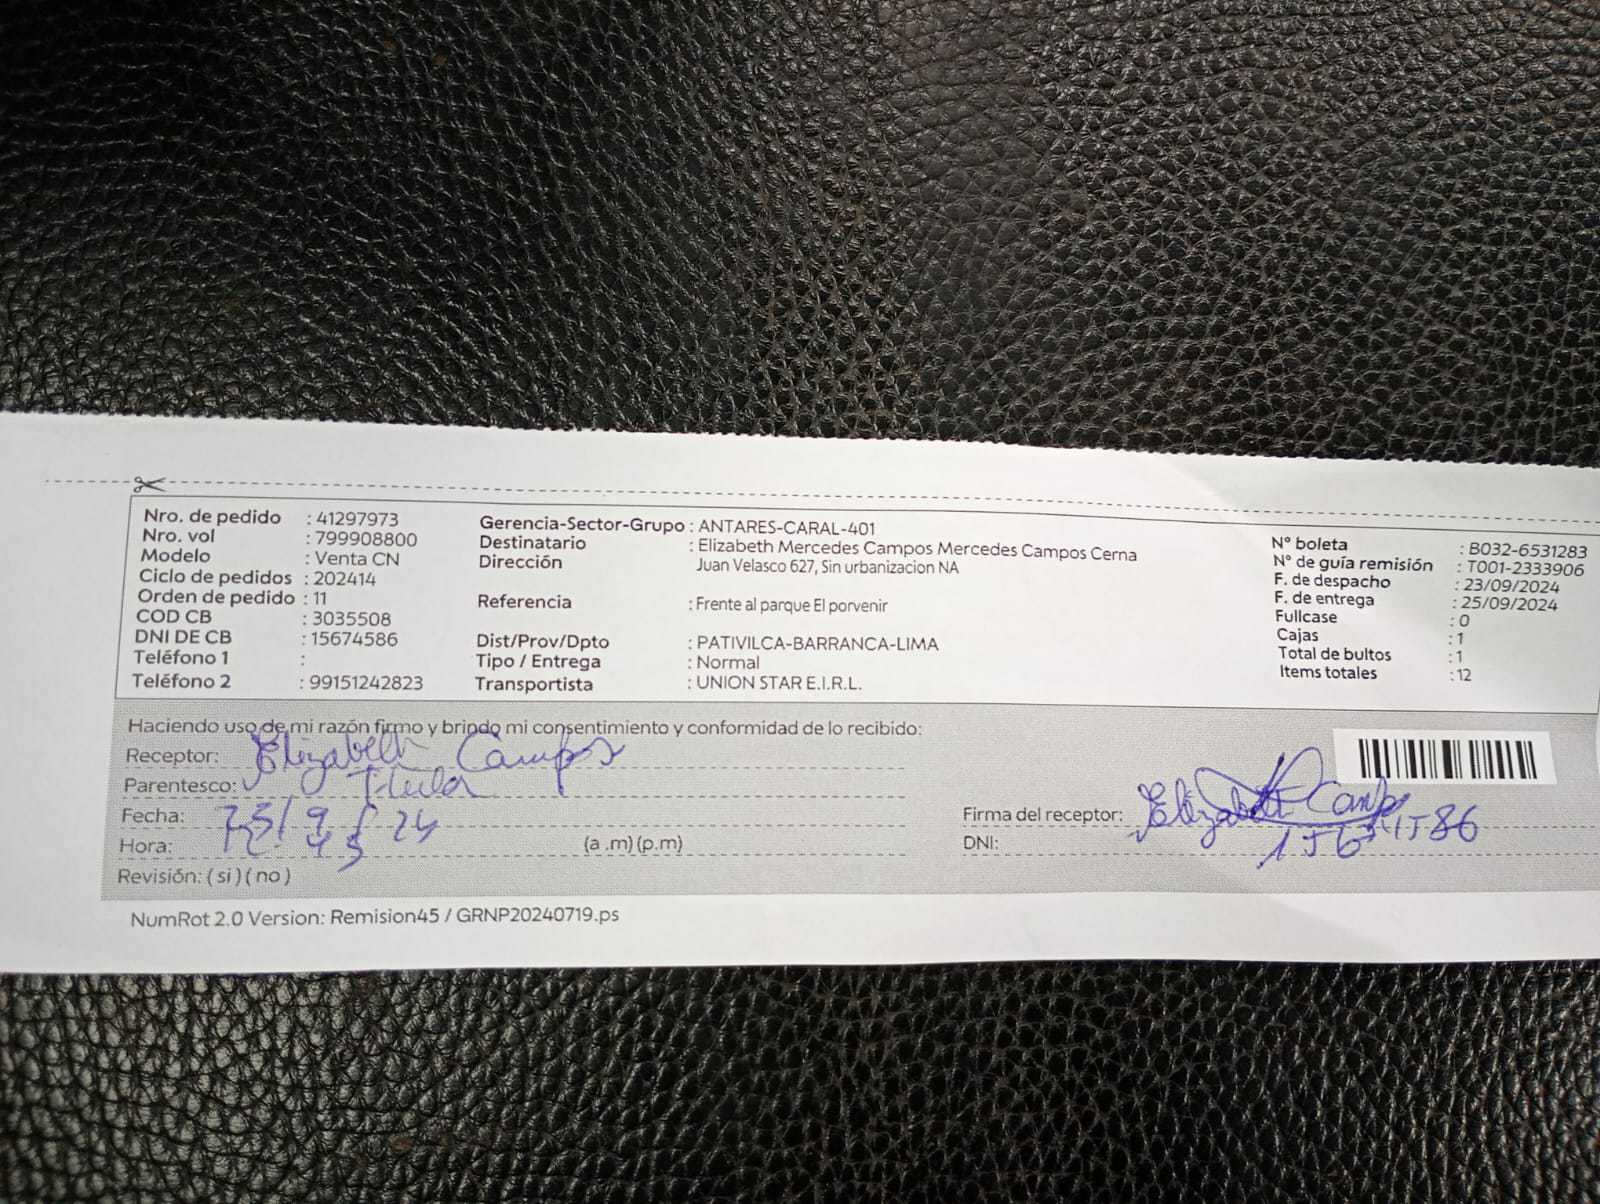 Nro. de pedido : 41297973
Nro. vol : 799908800
Modelo : Venta CN
Ciclo de pedidos : 202414
Orden de pedido : 11
COD CB : 3035508
DNI DE CB : 15674586
Teléfono 1 :
Teléfono 2 : 99151242823
Gerencia-Sector-Grupo : ANTARES-CARAL-401
Destinatario : Elizabeth Mercedes Campos Mercedes Campos Cerna
Dirección Juan Velasco 627, Sin urbanizacion NA
Referencia : Frente al parque El porvenir
Dist/Prov/Dpto : PATIVILCA-BARRANCA-LIMA
Tipo / Entrega : Normal
Transportista : UNION STAR E.I.R.L.
N° boleta : B032-6531283
N° de guía remisión : T001-2333906
F. de despacho : 23/09/2024
F. de entrega : 25/09/2024
Fullcase : 0
Cajas : 1
Total de bultos : 1
Items totales : 12
Haciendo uso de mi razón firmo y brindo mi consentimiento y conformidad de lo recibido:
Receptor: Elizabeth Campos
Parentesco:
Fecha: 25/9/24
Hora: (a .m) (p.m)
Revisión: ( si ) ( no )
Firma del receptor: Elizabeth Campos
DNI:
NumRot 2.0 Version: Remision45 / GRNP20240719.ps